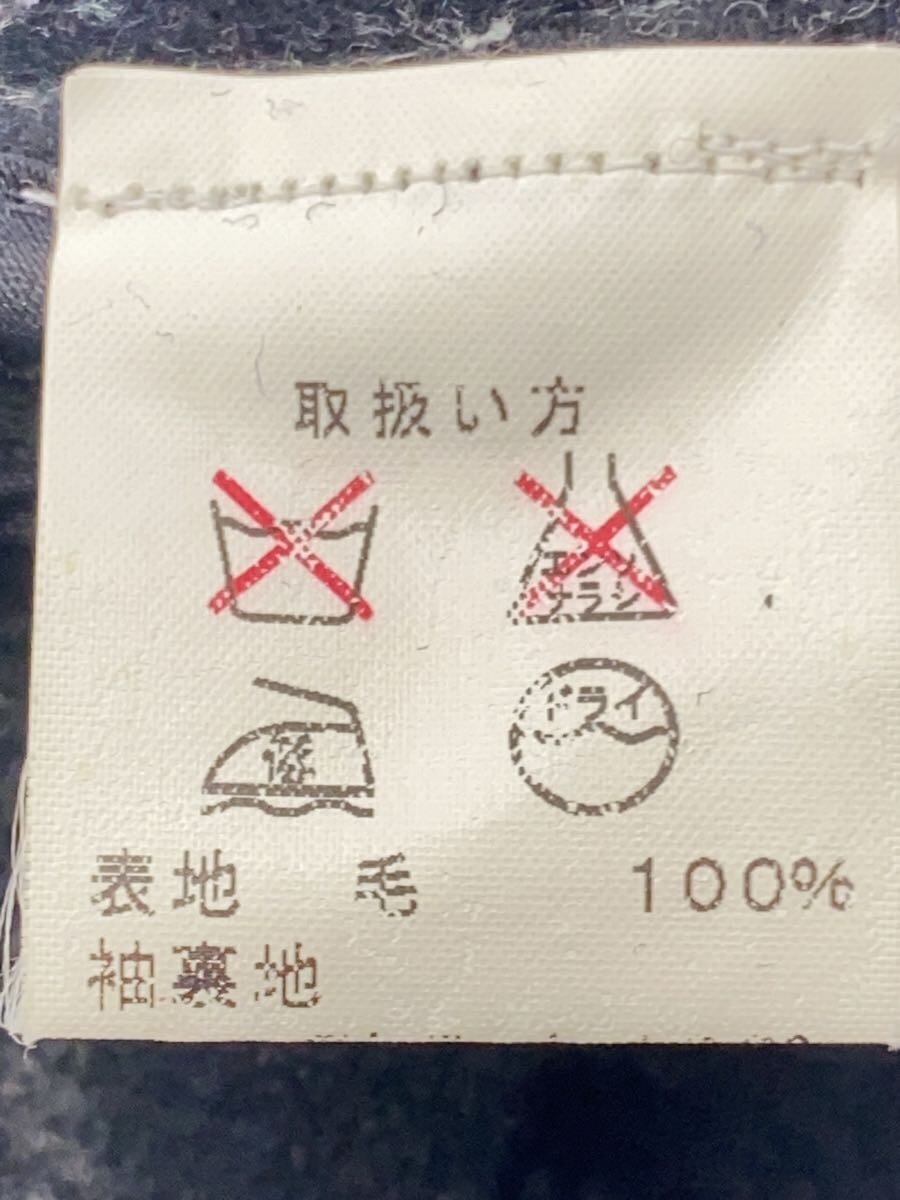 取扱い方
エンソ
サラシ
低
ドライ
表地 毛 100%
袖裏地